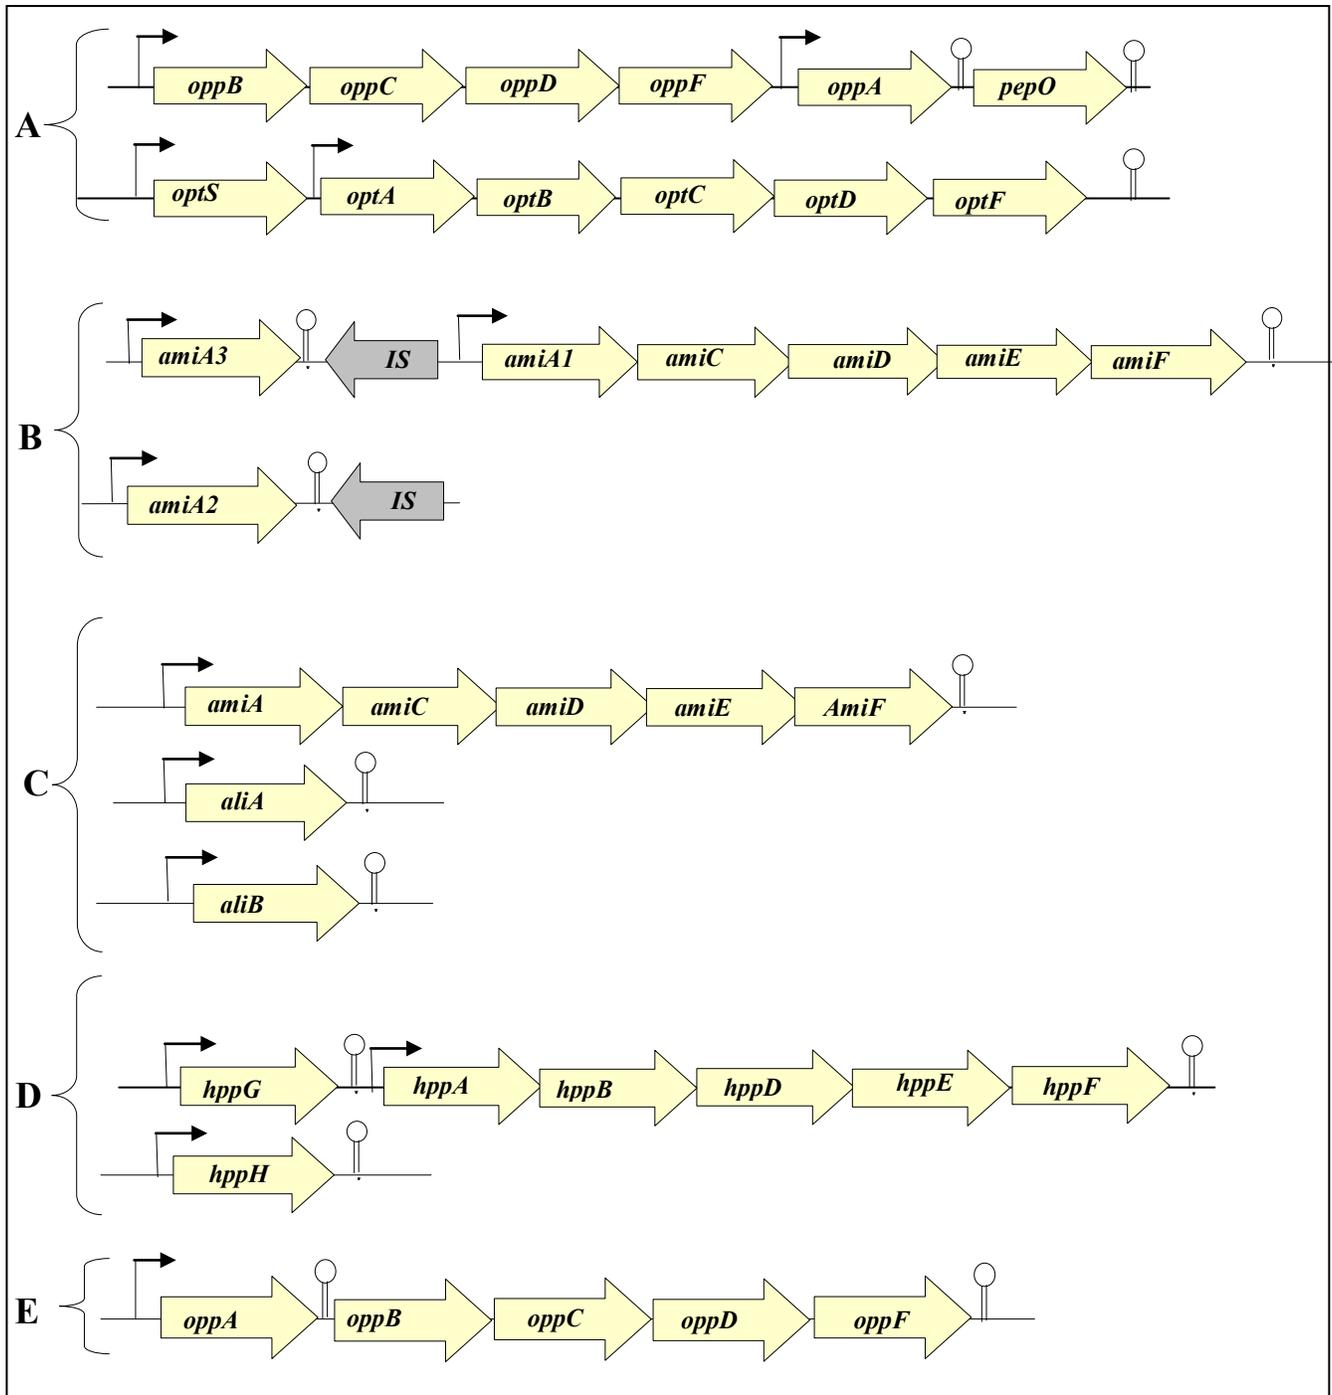 A
oppB oppC oppD oppF oppA pepO
optS optA optB optC optD optF
B
amiA3 IS amiA1 amiC amiD amiE amiF
amiA2 IS
C
amiA amiC amiD amiE AmiF
aliA
aliB
D
hppG hppA hppB hppD hppE hppF
hppH
E
oppA oppB oppC oppD oppF